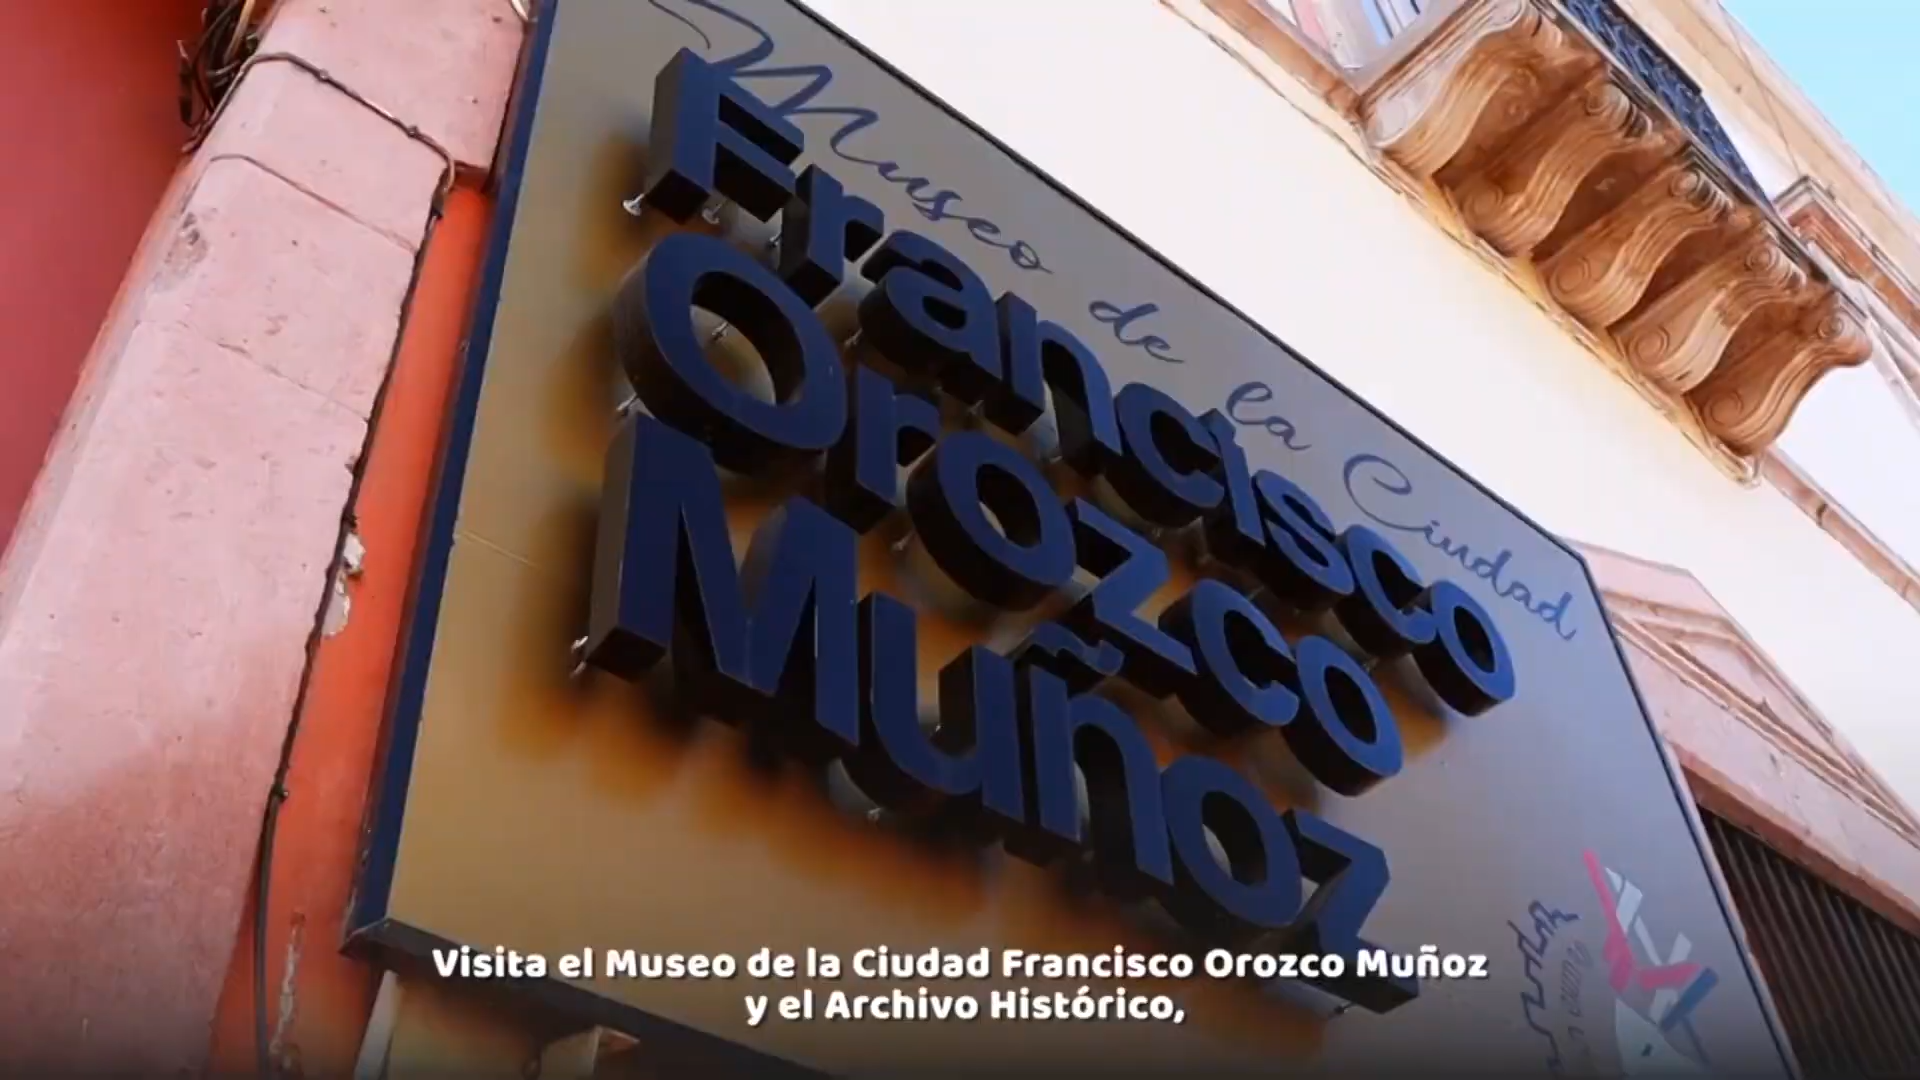 Museo de la Ciudad
Francisco
Orozco
Muñoz
Visita el Museo de la Ciudad Francisco Orozco Muñoz
y el Archivo Histórico,